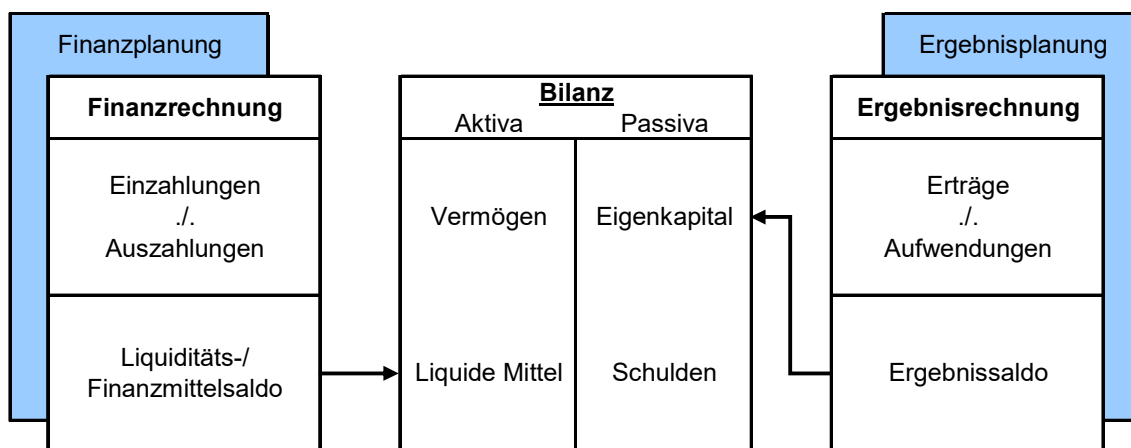 Finanzplanung
Finanzrechnung
Einzahlungen
./.
Auszahlungen
Liquiditäts-/
Finanzmittelsaldo
Bilanz
Aktiva Passiva
Vermögen Eigenkapital
Liquide Mittel Schulden
Ergebnisplanung
Ergebnisrechnung
Erträge
./.
Aufwendungen
Ergebnissaldo